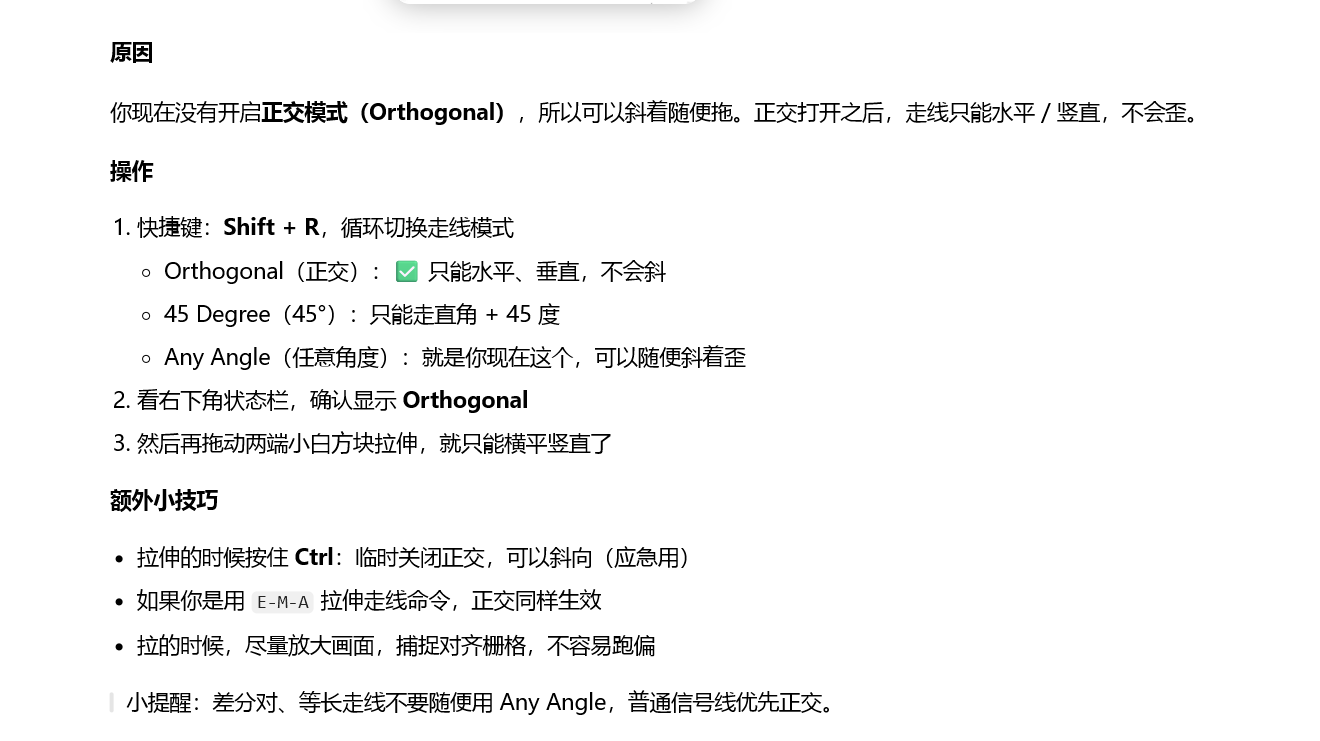 原因
你现在没有开启正交模式（Orthogonal），所以可以斜着随便拖。正交打开之后，走线只能水平 / 竖直，不会歪。
操作
1. 快捷键：Shift + R，循环切换走线模式
Orthogonal（正交）：✅ 只能水平、垂直，不会斜
45 Degree（45°）：只能走直角 + 45 度
Any Angle（任意角度）：就是你现在这个，可以随便斜着歪
2. 看右下角状态栏，确认显示 Orthogonal
3. 然后再拖动两端小白方块拉伸，就只能横平竖直了
额外小技巧
拉伸的时候按住 Ctrl：临时关闭正交，可以斜向（应急用）
如果你是用 E-M-A 拉伸走线命令，正交同样生效
拉的时候，尽量放大画面，捕捉对齐栅格，不容易跑偏
小提醒：差分对、等长走线不要随便用 Any Angle，普通信号线优先正交。